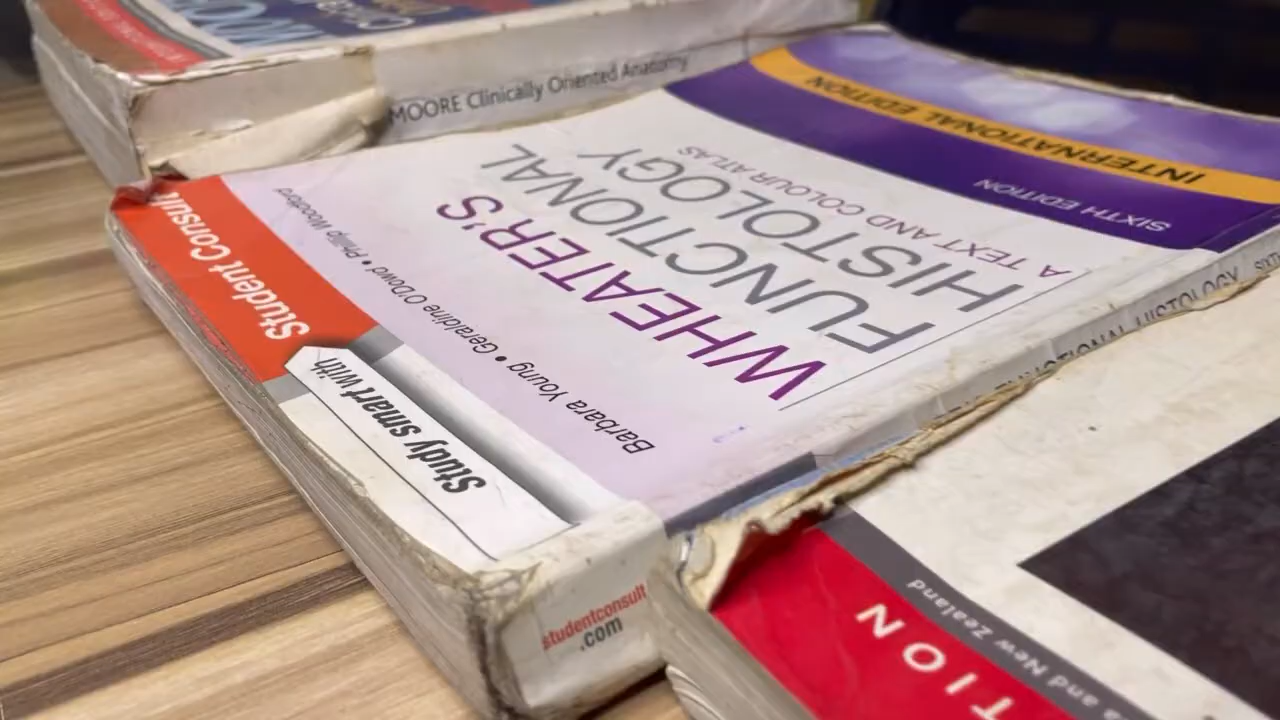 MOORE Clinically Oriented Anatomy
INTERNATIONAL EDITION
SIXTH EDITION
WHEATER'S
FUNCTIONAL
HISTOLOGY
A TEXT AND COLOUR ATLAS
Barbara Young • Geraldine O'Dowd • Phillip Woodford
Study smart with
Student Consult
studentconsult
.com
FUNCTIONAL HISTOLOGY
and New Zealand